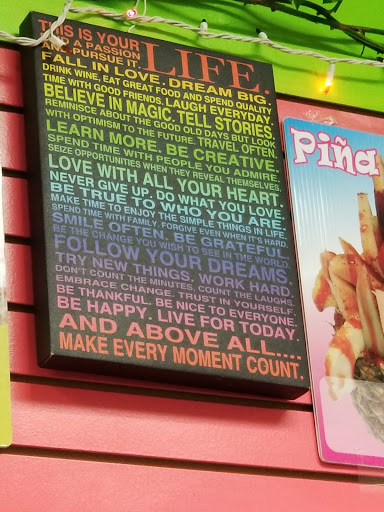 THIS IS YOUR LIFE.
AND A PASSION
AND PURSUE IT.
FALL IN LOVE. DREAM BIG.
DRINK WINE, EAT GREAT FOOD AND SPEND QUALITY
TIME WITH GOOD FRIENDS. LAUGH EVERYDAY.
BELIEVE IN MAGIC. TELL STORIES.
REMINISCE ABOUT THE GOOD OLD DAYS BUT LOOK
WITH OPTIMISM TO THE FUTURE. TRAVEL OFTEN.
LEARN MORE. BE CREATIVE.
SPEND TIME WITH PEOPLE YOU ADMIRE.
SEIZE OPPORTUNITIES WHEN THEY REVEAL THEMSELVES.
LOVE WITH ALL YOUR HEART.
NEVER GIVE UP. DO WHAT YOU LOVE.
BE TRUE TO WHO YOU ARE.
MAKE TIME TO ENJOY THE SIMPLE THINGS IN LIFE.
SPEND TIME WITH FAMILY. FORGIVE EVEN WHEN IT'S HARD.
SMILE OFTEN. BE GRATEFUL.
BE THE CHANGE YOU WISH TO SEE IN THE WORLD.
FOLLOW YOUR DREAMS.
TRY NEW THINGS. WORK HARD.
DON'T COUNT THE MINUTES, COUNT THE LAUGHS.
EMBRACE CHANGE. TRUST IN YOURSELF.
BE THANKFUL. BE NICE TO EVERYONE.
BE HAPPY. LIVE FOR TODAY.
AND ABOVE ALL....
MAKE EVERY MOMENT COUNT.
Piña